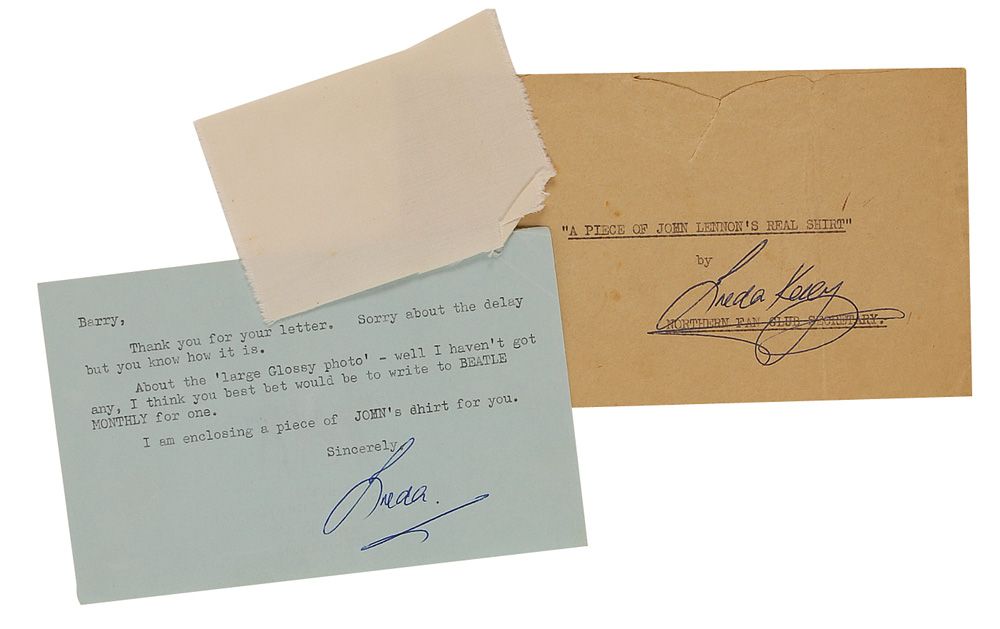 Barry,
Thank you for your letter. Sorry about the delay
but you know how it is.
About the 'large Glossy photo' - well I haven't got
any, I think you best bet would be to write to BEATLE
MONTHLY for one.
I am enclosing a piece of JOHN's dhirt for you.
Sincerely,
Freda.
"A PIECE OF JOHN LENNON'S REAL SHIRT"
by
Freda Kelly
NORTHERN FAN CLUB SECRETARY.